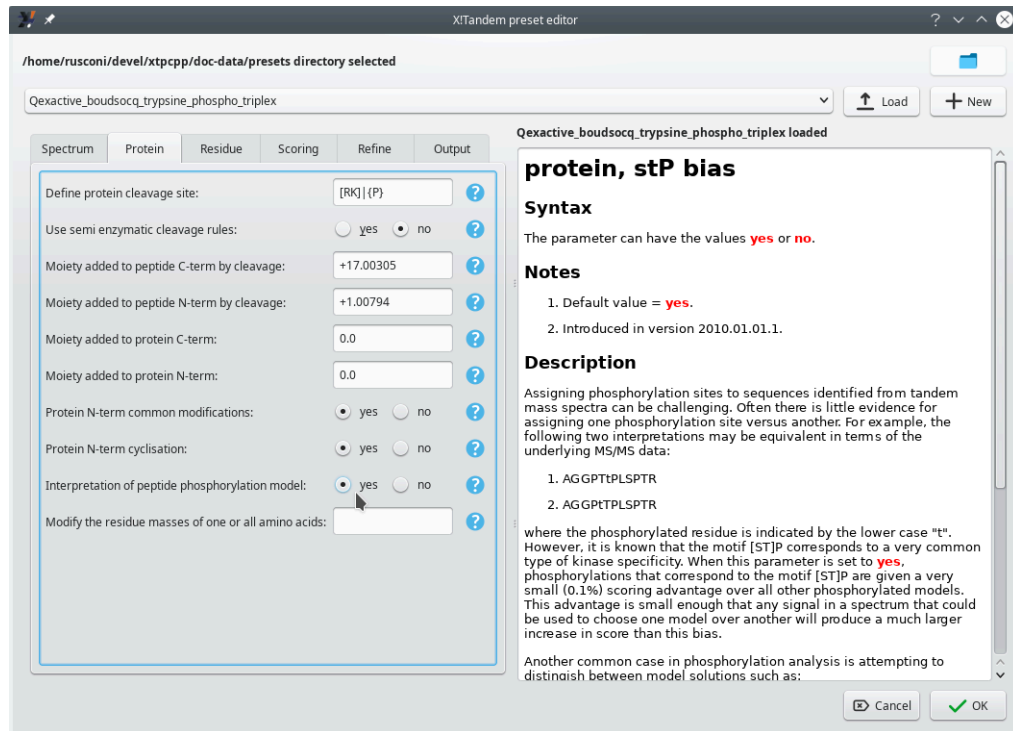 X!Tandem preset editor
/home/rusconi/devel/xtpcpp/doc-data/presets directory selected
Qexactive_boudsocq_trypsine_phospho_triplex
Load
New
Spectrum Protein Residue Scoring Refine Output
Define protein cleavage site: [RK]|{P}
Use semi enzymatic cleavage rules: yes no
Moiety added to peptide C-term by cleavage: +17.00305
Moiety added to peptide N-term by cleavage: +1.00794
Moiety added to protein C-term: 0.0
Moiety added to protein N-term: 0.0
Protein N-term common modifications: yes no
Protein N-term cyclisation: yes no
Interpretation of peptide phosphorylation model: yes no
Modify the residue masses of one or all amino acids:
Qexactive_boudsocq_trypsine_phospho_triplex loaded
protein, stP bias
Syntax
The parameter can have the values yes or no.
Notes
1. Default value = yes.
2. Introduced in version 2010.01.01.1.
Description
Assigning phosphorylation sites to sequences identified from tandem
mass spectra can be challenging. Often there is little evidence for
assigning one phosphorylation site versus another. For example, the
following two interpretations may be equivalent in terms of the
underlying MS/MS data:
1. AGGPTtPLSPTR
2. AGGPtTPLSPTR
where the phosphorylated residue is indicated by the lower case "t".
However, it is known that the motif [ST]P corresponds to a very common
type of kinase specificity. When this parameter is set to yes,
phosphorylations that correspond to the motif [ST]P are given a very
small (0.1%) scoring advantage over all other phosphorylated models.
This advantage is small enough that any signal in a spectrum that could
be used to choose one model over another will produce a much larger
increase in score than this bias.
Another common case in phosphorylation analysis is attempting to
distingish between model solutions such as:
Cancel
OK